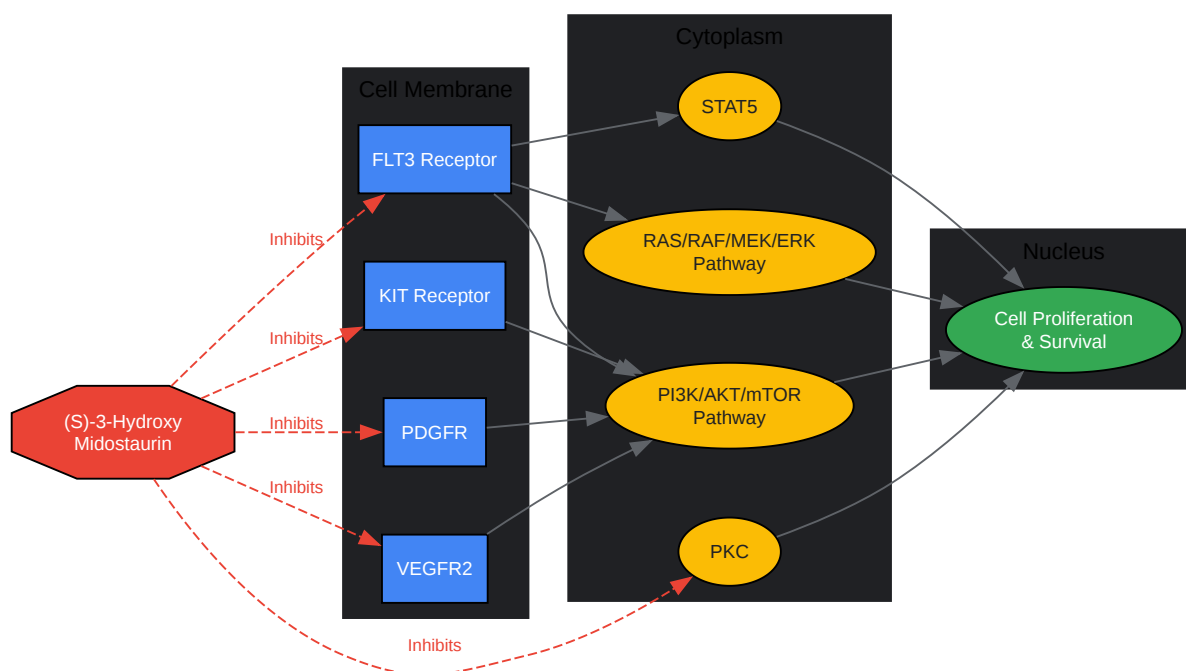 Cytoplasm
Cell Membrane
STAT5
FLT3 Receptor
Inhibits
RAS/RAF/MEK/ERK
Pathway
Nucleus
KIT Receptor
Inhibits
Cell Proliferation
& Survival
(S)-3-Hydroxy
Midostaurin
Inhibits
PDGFR
PI3K/AKT/mTOR
Pathway
Inhibits
VEGFR2
PKC
Inhibits